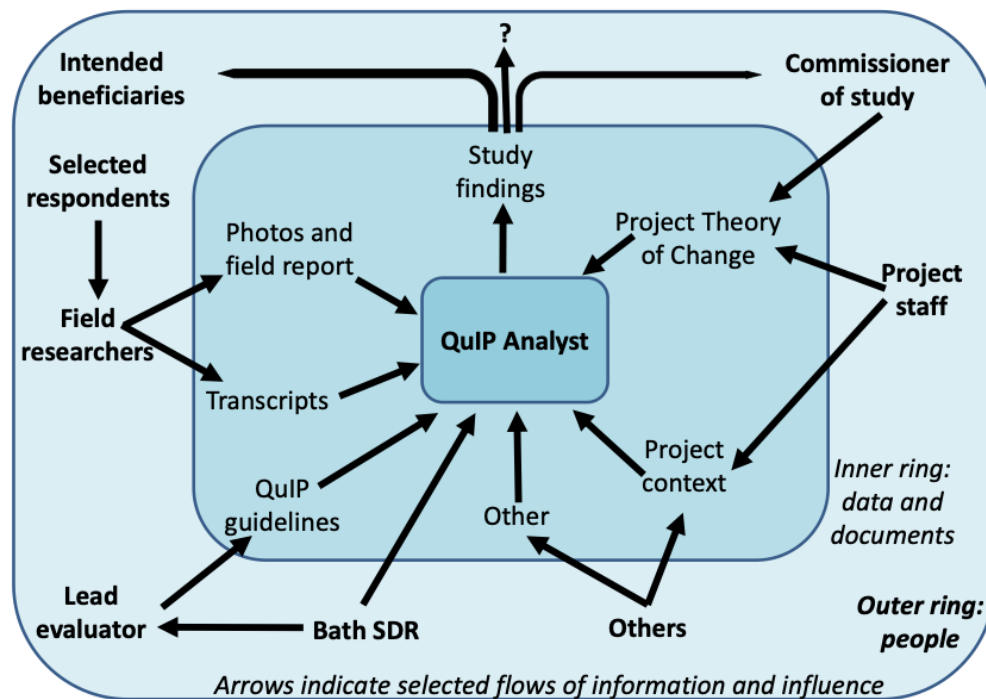 ?
Intended
beneficiaries
Commissioner
of study
Selected
respondents
Study
findings
Photos and
field report
Project Theory
of Change
Project
staff
Field
researchers
QuIP Analyst
Transcripts
Project
context
Inner ring:
data and
documents
QuIP
guidelines
Other
Lead
evaluator
Bath SDR
Others
Outer ring:
people
Arrows indicate selected flows of information and influence